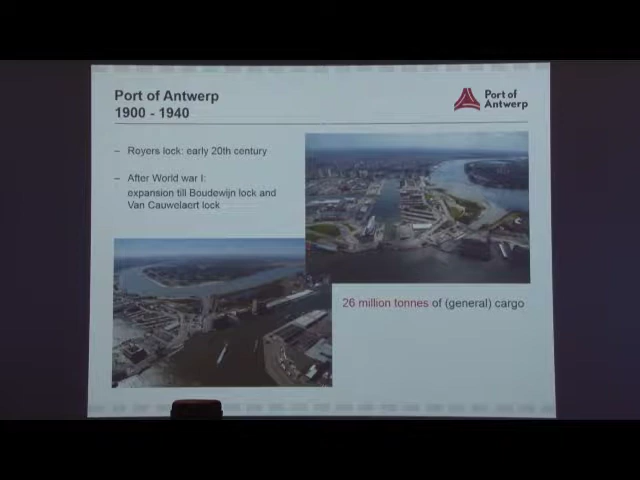 Port of Antwerp
1900 - 1940
Port of
Antwerp
– Royers lock: early 20th century
– After World war I:
expansion till Boudewijn lock and
Van Cauwelaert lock
26 million tonnes of (general) cargo